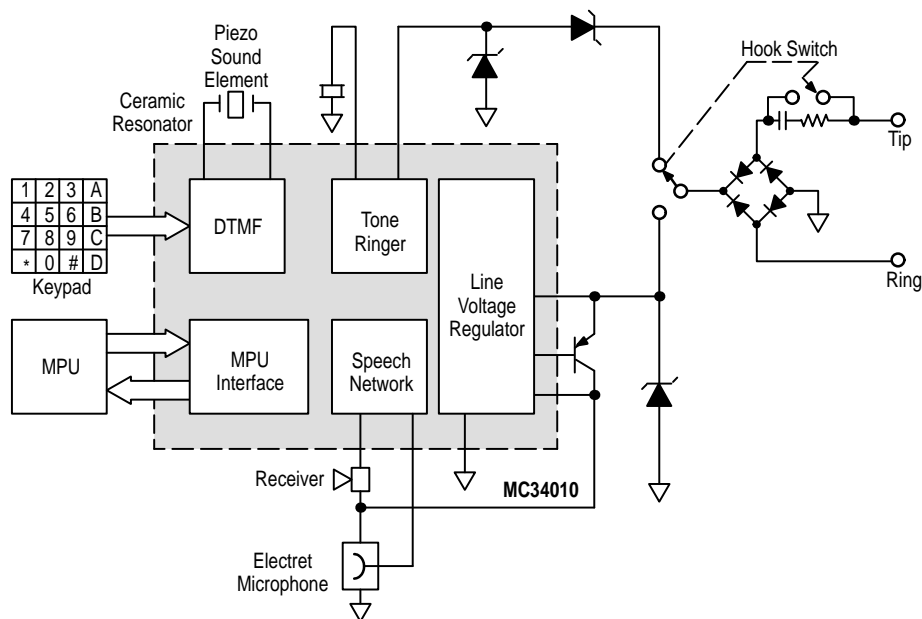 Piezo
Sound
Element
Ceramic
Resonator
Hook Switch
Tip
Ring
1 2 3 A
4 5 6 B
7 8 9 C
* 0 # D
Keypad
DTMF
Tone
Ringer
Line
Voltage
Regulator
MPU
MPU
Interface
Speech
Network
Receiver
MC34010
Electret
Microphone